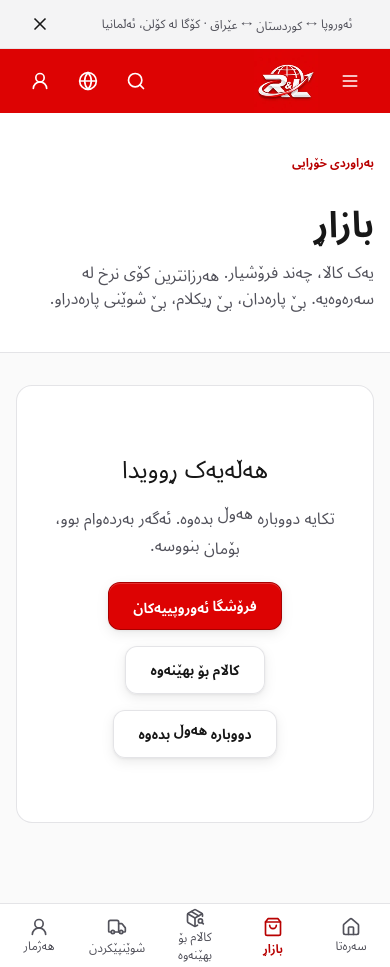 ئەوروپا ↔ کوردستان ↔ عێراق · کۆگا لە کۆلن، ئەڵمانیا
R&L
بەراوردی خۆڕایی
بازاڕ
یەک کاڵا، چەند فرۆشیار. هەرزانترین کۆی نرخ لە
سەرەوەیە. بێ پارەدان، بێ ڕیکلام، بێ شوێنی پارەدراو.
هەڵەیەک ڕوویدا
تکایە دووبارە هەوڵ بدەوە. ئەگەر بەردەوام بوو،
بۆمان بنووسە.
فرۆشگا ئەوروپییەکان
کاڵام بۆ بهێنەوە
دووبارە هەوڵ بدەوە
سەرەتا
بازاڕ
کاڵام بۆ
بهێنەوە
شوێنپێکردن
هەژمار